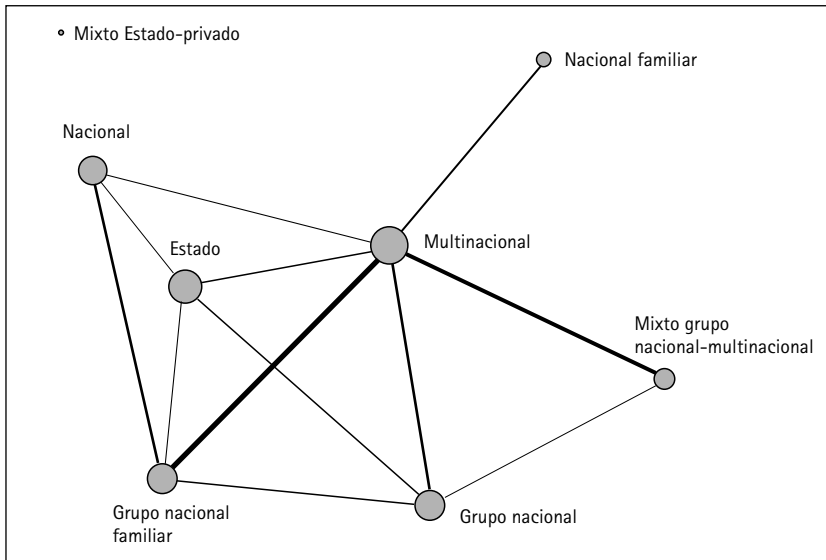 Mixto Estado-privado
Nacional familiar
Nacional
Multinacional
Estado
Mixto grupo
nacional-multinacional
Grupo nacional
familiar
Grupo nacional